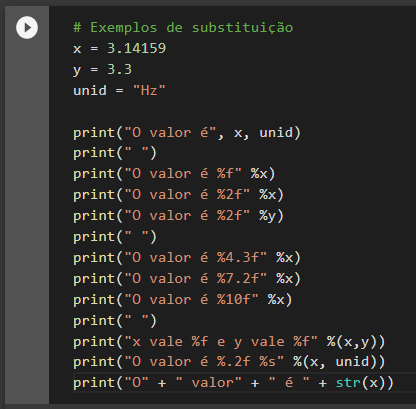 # Exemplos de substituição
x = 3.14159
y = 3.3
unid = "Hz"
print("O valor é", x, unid)
print(" ")
print("O valor é %f" %x)
print("O valor é %2f" %x)
print("O valor é %2f" %y)
print(" ")
print("O valor é %4.3f" %x)
print("O valor é %7.2f" %x)
print("O valor é %10f" %x)
print(" ")
print("x vale %f e y vale %f" %(x,y))
print("O valor é %.2f %s" %(x, unid))
print("O" + " valor" + " é " + str(x))